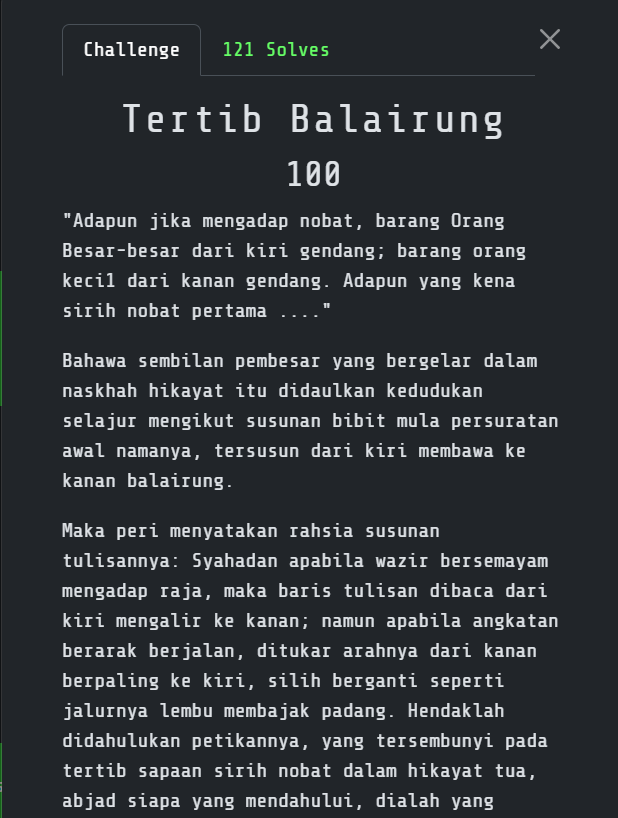 Challenge
121 Solves
Tertib Balairung
100
"Adapun jika mengadap nobat, barang Orang
Besar-besar dari kiri gendang; barang orang
keci1 dari kanan gendang. Adapun yang kena
sirih nobat pertama ...."
Bahawa sembilan pembesar yang bergelar dalam
naskhah hikayat itu didaulkan kedudukan
selajur mengikut susunan bibit mula persuratan
awal namanya, tersusun dari kiri membawa ke
kanan balairung.
Maka peri menyatakan rahsia susunan
tulisannya: Syahadan apabila wazir bersemayam
mengadap raja, maka baris tulisan dibaca dari
kiri mengalir ke kanan; namun apabila angkatan
berarak berjalan, ditukar arahnya dari kanan
berpaling ke kiri, silih berganti seperti
jalurnya lembu membajak padang. Hendaklah
didahulukan petikannya, yang tersembunyi pada
tertib sapaan sirih nobat dalam hikayat tua,
abjad siapa yang mendahului, dialah yang